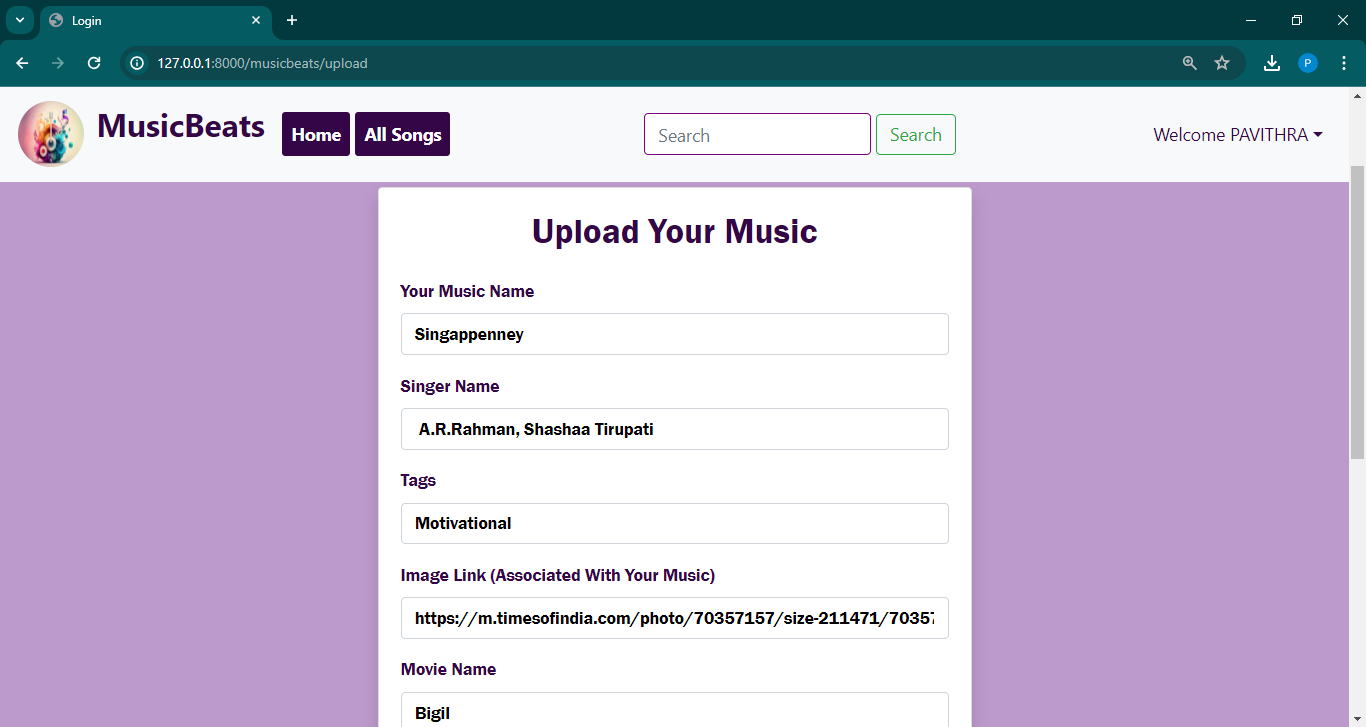 Login
127.0.0.1:8000/musicbeats/upload
P
MusicBeats
Home
All Songs
Search
Search
Welcome PAVITHRA
Upload Your Music
Your Music Name
Singappenney
Singer Name
A.R.Rahman, Shashaa Tirupati
Tags
Motivational
Image Link (Associated With Your Music)
https://m.timesofindia.com/photo/70357157/size-211471/70357
Movie Name
Bigil